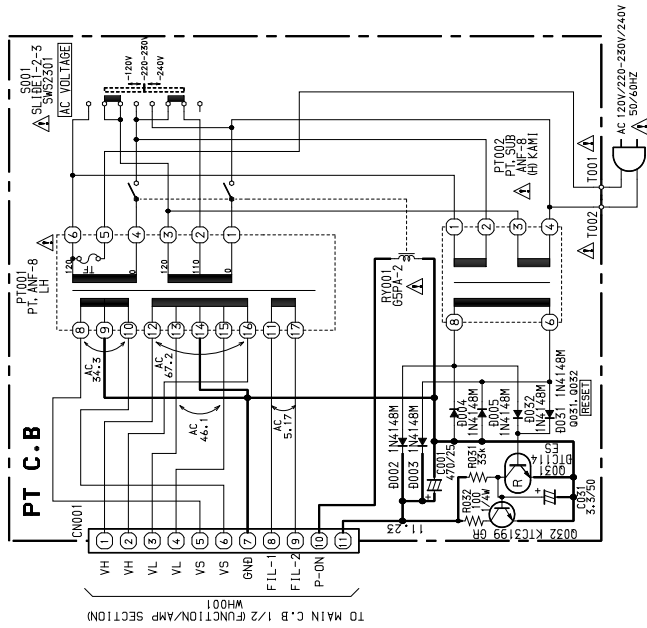 PT C.B
S001
SLIDE1-2-3
SWS2301
AC VOLTAGE
-120V
-220-230V
-240V
AC 120V/220-230V/240V
50/60HZ
T001
T002
PT002
PT, SUB
ANF-8
(H) KAMI
PT001
PT, ANF-8
LH
6
5
4
3
2
1
120
TF
0
120
110
0
8
9
10
12
13
14
15
16
11
17
AC
34.3
AC
67.2
AC
46.1
AC
5.17
RY001
G5PA-2
1
2
3
4
8
6
D002 1N4148M
D003 1N4148M
D004
1N4148M
D005
1N4148M
D032
1N4148M
D031 1N4148M
Q031, Q032
RESET
C001
470/25
+
R031
33k
R032
100
1/4W
Q031
DTC114
ES
R
C031
3.3/50
+
Q032 KTC3199 GR
11.23
CN001
1
2
3
4
5
6
7
8
9
10
11
VH
VH
VL
VL
VS
VS
GND
FIL-1
FIL-2
P-ON
WH001
TO MAIN C.B 1/2 (FUNCTION/AMP SECTION)